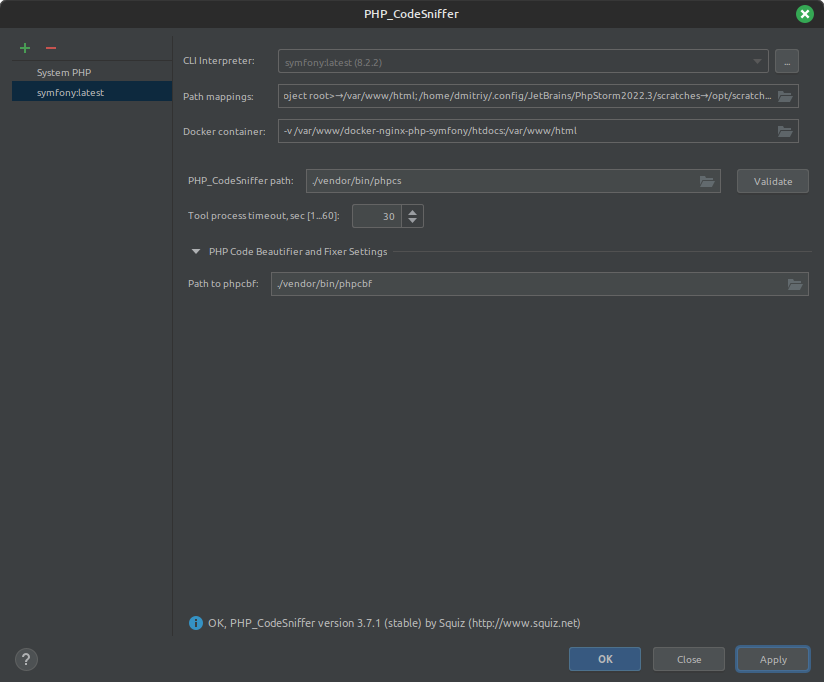 PHP_CodeSniffer
System PHP
symfony:latest
CLI Interpreter: symfony:latest (8.2.2) ...
Path mappings: oject root>→/var/www/html; /home/dmitriy/.config/JetBrains/PhpStorm2022.3/scratches→/opt/scratch...
Docker container: -v /var/www/docker-nginx-php-symfony/htdocs:/var/www/html
PHP_CodeSniffer path: ./vendor/bin/phpcs Validate
Tool process timeout, sec [1...60]: 30
PHP Code Beautifier and Fixer Settings
Path to phpcbf: ./vendor/bin/phpcbf
OK, PHP_CodeSniffer version 3.7.1 (stable) by Squiz (http://www.squiz.net)
? OK Close Apply